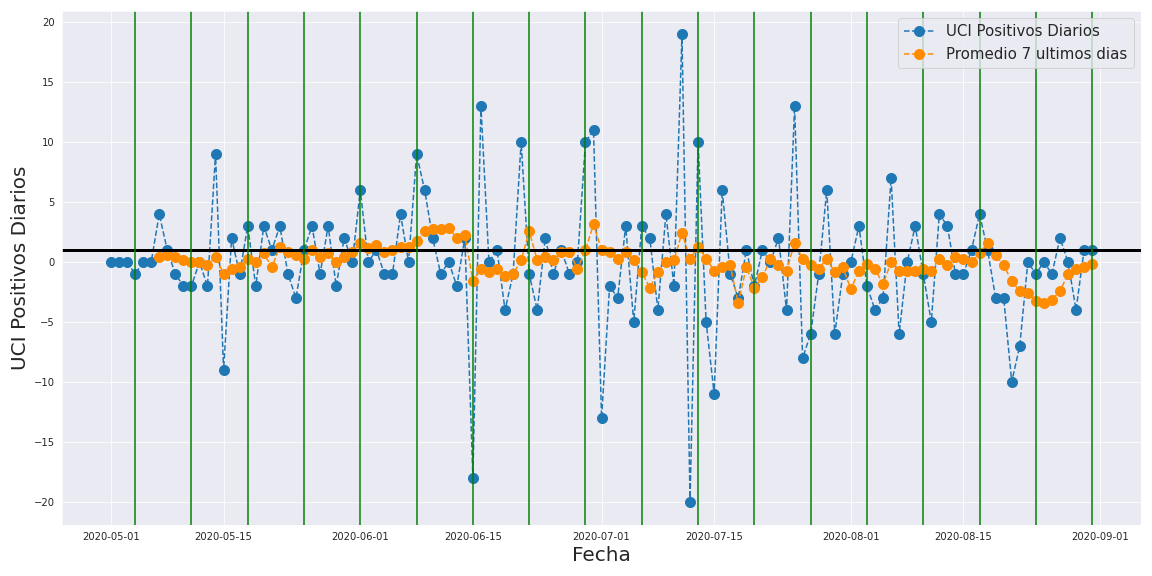 UCI Positivos Diarios
Promedio 7 ultimos dias
UCI Positivos Diarios
20
15
10
5
0
−5
−10
−15
−20
2020-05-01 2020-05-15 2020-06-01 2020-06-15 2020-07-01 2020-07-15 2020-08-01 2020-08-15 2020-09-01
Fecha